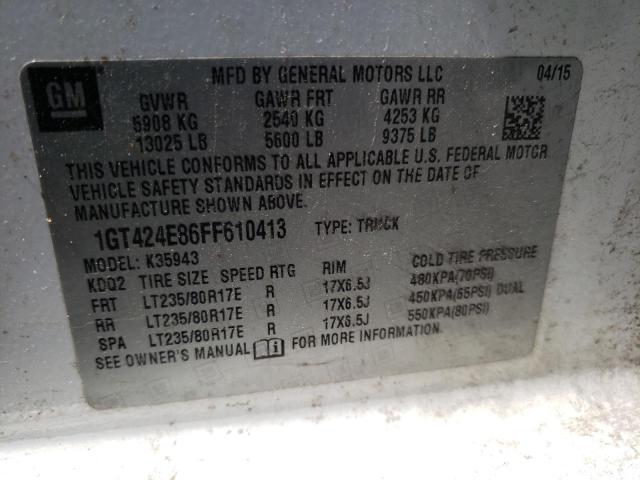 GM
MFD BY GENERAL MOTORS LLC 04/15
GVWR GAWR FRT GAWR RR
5908 KG 2540 KG 4253 KG
13025 LB 5600 LB 9375 LB
THIS VEHICLE CONFORMS TO ALL APPLICABLE U.S. FEDERAL MOTOR
VEHICLE SAFETY STANDARDS IN EFFECT ON THE DATE OF
MANUFACTURE SHOWN ABOVE.
1GT424E86FF610413 TYPE: TRUCK
MODEL: K35943
KDQ2 TIRE SIZE SPEED RTG RIM COLD TIRE PRESSURE
FRT LT235/80R17E R 17X6.5J 480KPA(70PSI)
RR LT235/80R17E R 17X6.5J 450KPA(65PSI) DUAL
SPA LT235/80R17E R 17X6.5J 550KPA(80PSI)
SEE OWNER'S MANUAL FOR MORE INFORMATION.